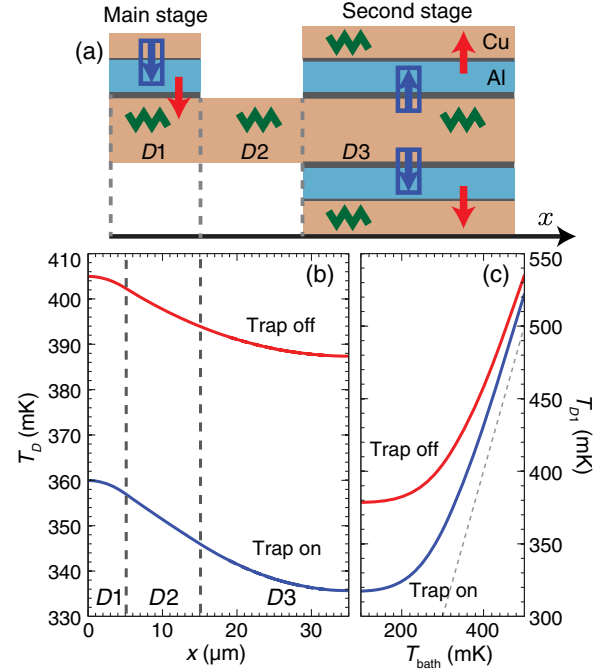 Main stage
Second stage
(a)
Cu
Al
D1
D2
D3
x
(b)
(c)
405
400
390
380
370
360
350
340
330
T_D (mK)
Trap off
Trap on
D1
D2
D3
0
10
20
30
x (μm)
Trap off
Trap on
550
500
450
400
350
300
T_D1 (mK)
200
400
T_bath (mK)